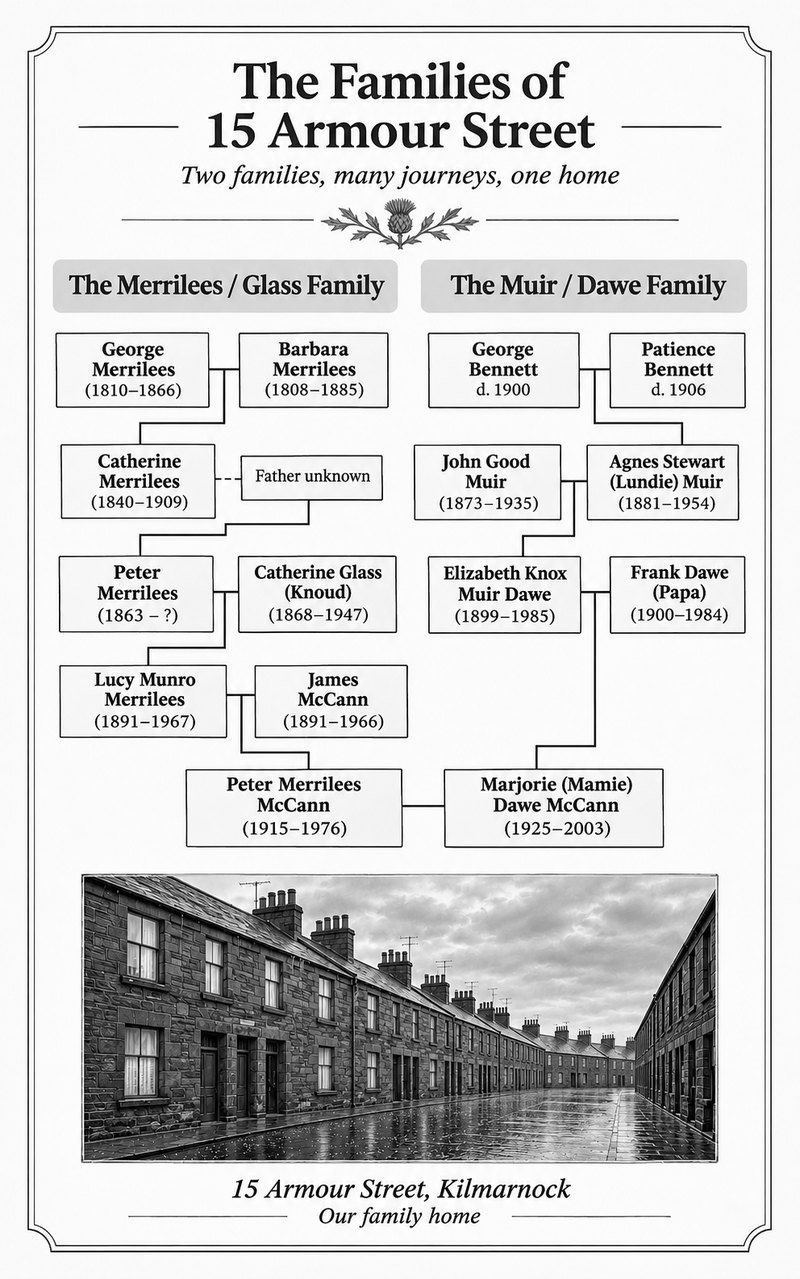 The Families of
15 Armour Street
Two families, many journeys, one home
The Merrilees / Glass Family
The Muir / Dawe Family
George
Merrilees
(1810–1866)
Barbara
Merrilees
(1808–1885)
George
Bennett
d. 1900
Patience
Bennett
d. 1906
Catherine
Merrilees
(1840–1909)
Father unknown
John Good
Muir
(1873–1935)
Agnes Stewart
(Lundie) Muir
(1881–1954)
Peter
Merrilees
(1863 – ?)
Catherine Glass
(Knoud)
(1868–1947)
Elizabeth Knox
Muir Dawe
(1899–1985)
Frank Dawe
(Papa)
(1900–1984)
Lucy Munro
Merrilees
(1891–1967)
James
McCann
(1891–1966)
Peter Merrilees
McCann
(1915–1976)
Marjorie (Mamie)
Dawe McCann
(1925–2003)
15 Armour Street, Kilmarnock
Our family home